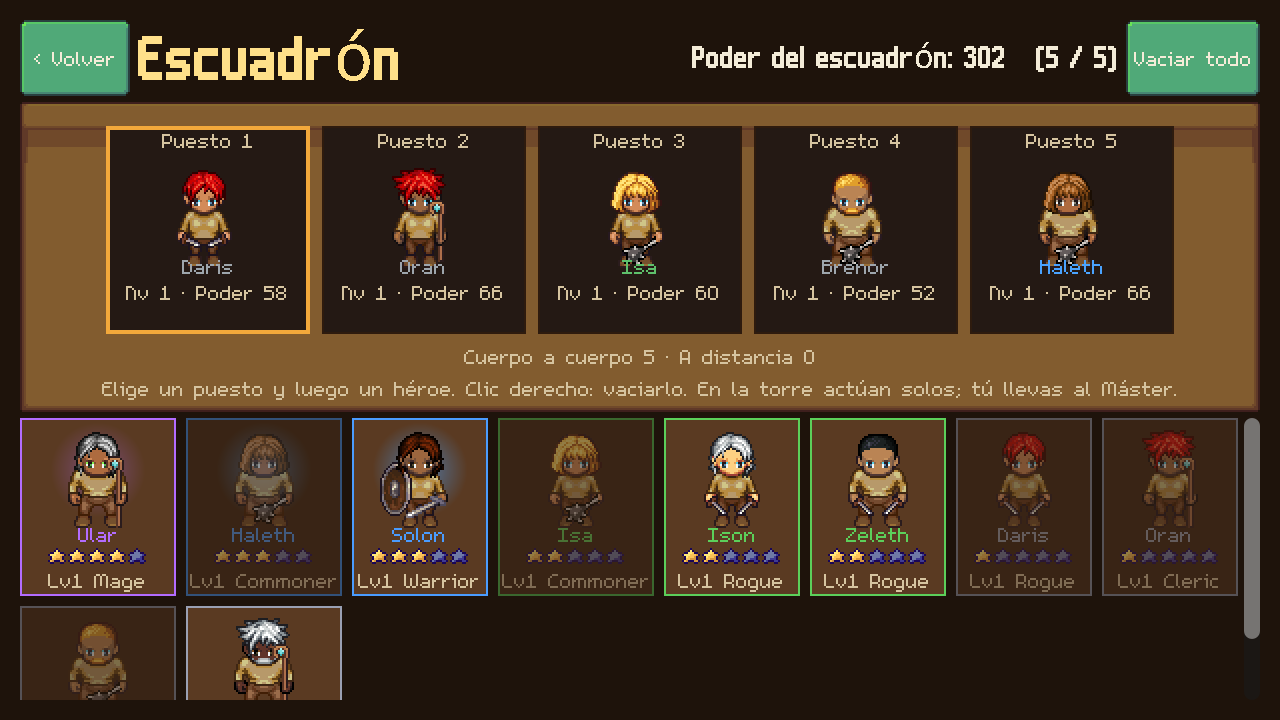 < Volver
Escuadrón
Poder del escuadrón: 302 (5 / 5)
Vaciar todo
Puesto 1
Daris
Nv 1 · Poder 58
Puesto 2
Oran
Nv 1 · Poder 66
Puesto 3
Isa
Nv 1 · Poder 60
Puesto 4
Brenor
Nv 1 · Poder 52
Puesto 5
Haleth
Nv 1 · Poder 66
Cuerpo a cuerpo 5 · A distancia 0
Elige un puesto y luego un héroe. Clic derecho: vaciarlo. En la torre actúan solos; tú llevas al Máster.
Ular
Lv1 Mage
Haleth
Lv1 Commoner
Solon
Lv1 Warrior
Isa
Lv1 Commoner
Ison
Lv1 Rogue
Zeleth
Lv1 Rogue
Daris
Lv1 Rogue
Oran
Lv1 Cleric